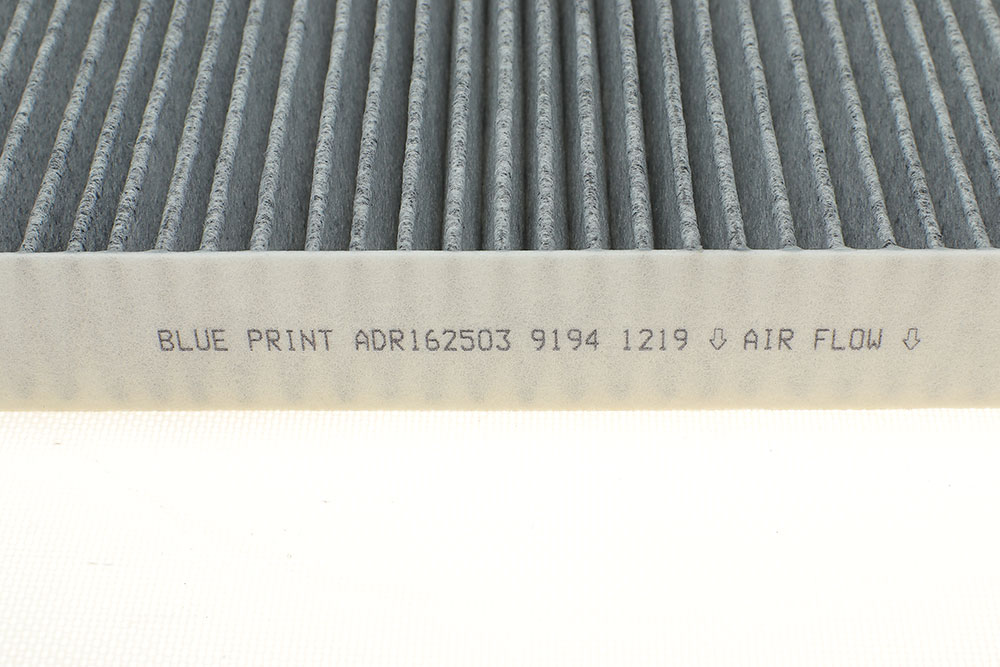 BLUE PRINT ADR162503 9194 1219 ⇩ AIR FLOW ⇩